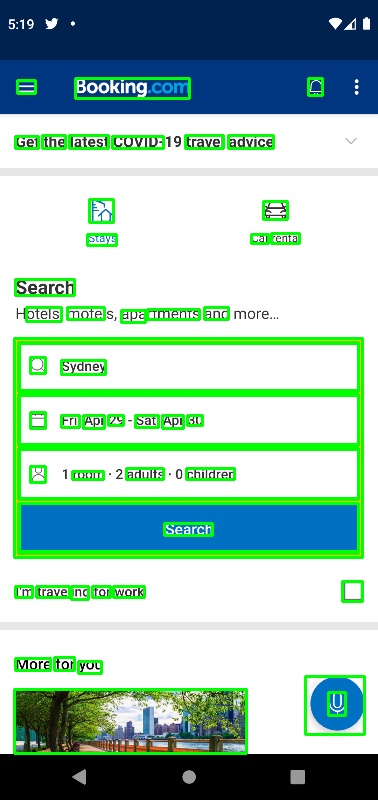 5:19
Booking.com
Get the latest COVID-19 travel advice
Stays
Car rental
Search
Hotels, motels, apartments and more...
Sydney
Fri, Apr 29 - Sat, Apr 30
1 room · 2 adults · 0 children
Search
I'm traveling for work
More for you